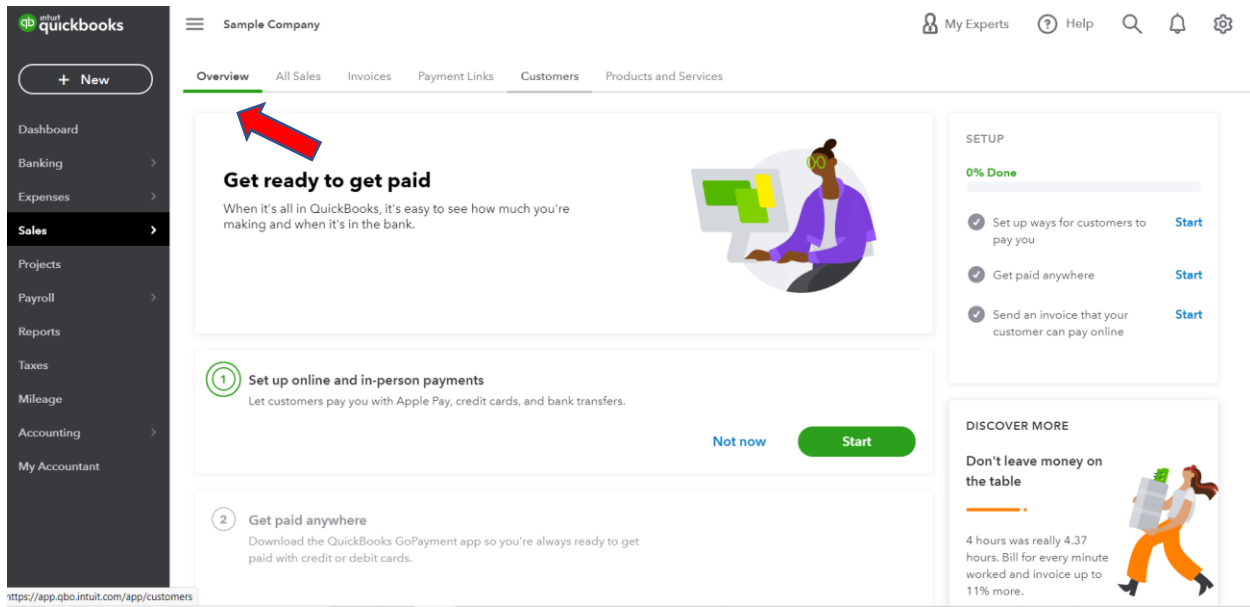 intuit
quickbooks
Sample Company
My Experts
Help
+ New
Overview
All Sales
Invoices
Payment Links
Customers
Products and Services
Dashboard
Banking
Expenses
Sales
Projects
Payroll
Reports
Taxes
Mileage
Accounting
My Accountant
Get ready to get paid
When it's all in QuickBooks, it's easy to see how much you're
making and when it's in the bank.
1
Set up online and in-person payments
Let customers pay you with Apple Pay, credit cards, and bank transfers.
Not now
Start
2
Get paid anywhere
Download the QuickBooks GoPayment app so you're always ready to get
paid with credit or debit cards.
SETUP
0% Done
Set up ways for customers to
pay you
Start
Get paid anywhere
Start
Send an invoice that your
customer can pay online
Start
DISCOVER MORE
Don't leave money on
the table
4 hours was really 4.37
hours. Bill for every minute
worked and invoice up to
11% more.
https://app.qbo.intuit.com/app/customers